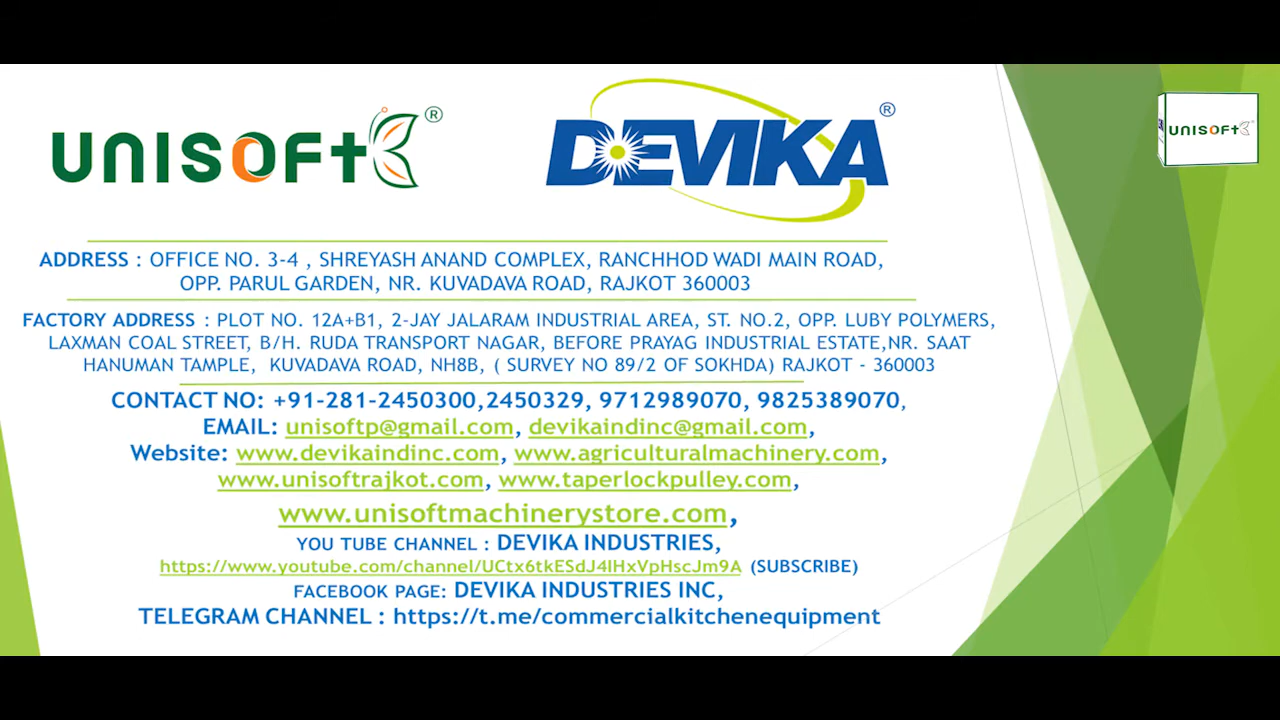 UNISOFT ®
DEVIKA ®
UNISOFT
ADDRESS : OFFICE NO. 3-4 , SHREYASH ANAND COMPLEX, RANCHHOD WADI MAIN ROAD,
OPP. PARUL GARDEN, NR. KUVADAVA ROAD, RAJKOT 360003
FACTORY ADDRESS : PLOT NO. 12A+B1, 2-JAY JALARAM INDUSTRIAL AREA, ST. NO.2, OPP. LUBY POLYMERS,
LAXMAN COAL STREET, B/H. RUDA TRANSPORT NAGAR, BEFORE PRAYAG INDUSTRIAL ESTATE,NR. SAAT
HANUMAN TAMPLE, KUVADAVA ROAD, NH8B, ( SURVEY NO 89/2 OF SOKHDA) RAJKOT - 360003
CONTACT NO: +91-281-2450300,2450329, 9712989070, 9825389070,
EMAIL: unisoftp@gmail.com, devikaindinc@gmail.com,
Website: www.devikaindinc.com, www.agriculturalmachinery.com,
www.unisoftrajkot.com, www.taperlockpulley.com,
www.unisoftmachinerystore.com,
YOU TUBE CHANNEL : DEVIKA INDUSTRIES,
https://www.youtube.com/channel/UCtx6tkESdJ4lHxVpHscJm9A (SUBSCRIBE)
FACEBOOK PAGE: DEVIKA INDUSTRIES INC,
TELEGRAM CHANNEL : https://t.me/commercialkitchenequipment